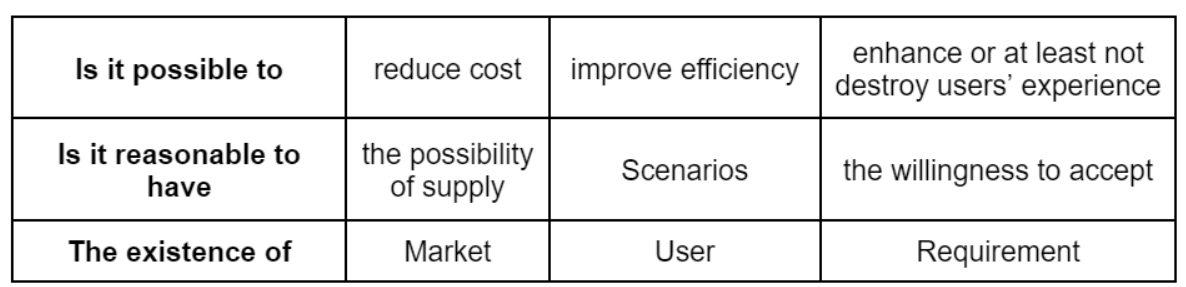 Is it possible to
reduce cost
improve efficiency
enhance or at least not
destroy users’ experience
Is it reasonable to
have
the possibility
of supply
Scenarios
the willingness to accept
The existence of
Market
User
Requirement